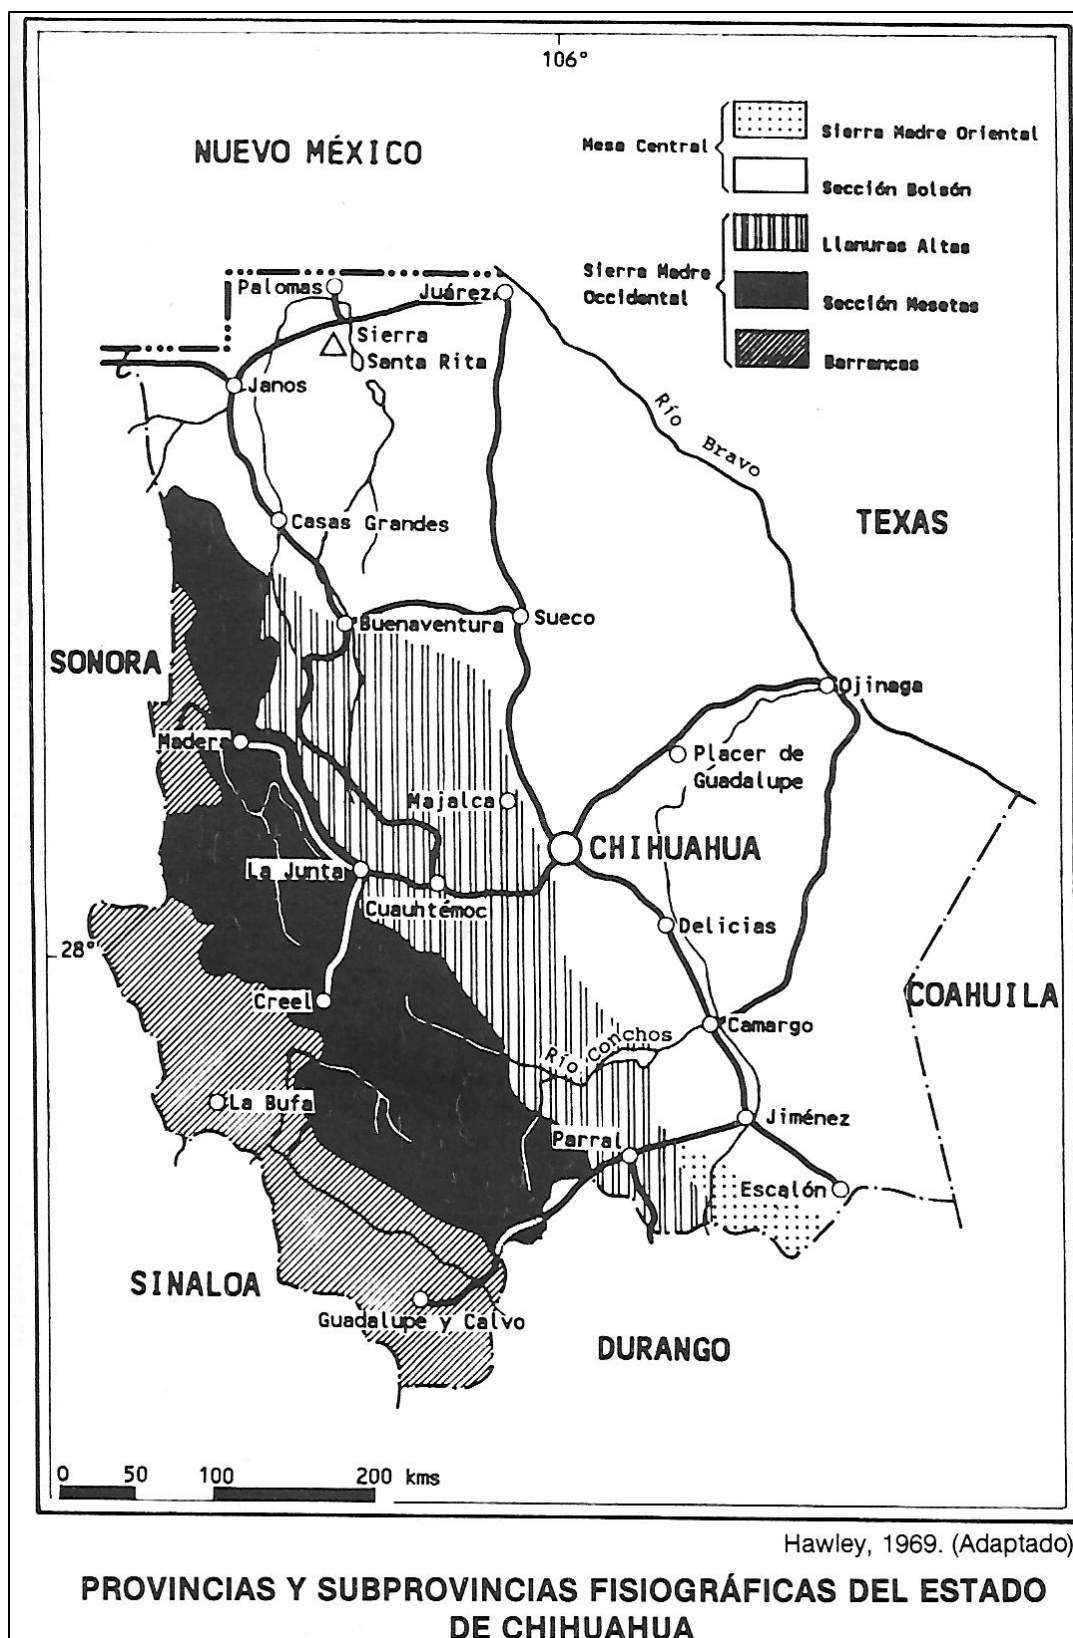 106°
NUEVO MÉXICO
Mesa Central
Sierra Madre Oriental
Sección Bolsón
Sierra Madre
Occidental
Llanuras Altas
Sección Mesetas
Barrancas
Palomas
Juárez
Sierra
Santa Rita
Janos
Río Bravo
Casas Grandes
TEXAS
Buenaventura
Sueco
SONORA
Ojinaga
Madera
Placer de
Guadalupe
Majalca
CHIHUAHUA
La Junta
Cuauhtémoc
Delicias
28°
Creel
COAHUILA
Camargo
Río Conchos
La Bufa
Jiménez
Parral
Escalón
SINALOA
Guadalupe y Calvo
DURANGO
0 50 100 200 kms
Hawley, 1969. (Adaptado)
PROVINCIAS Y SUBPROVINCIAS FISIOGRÁFICAS DEL ESTADO
DE CHIHUAHUA